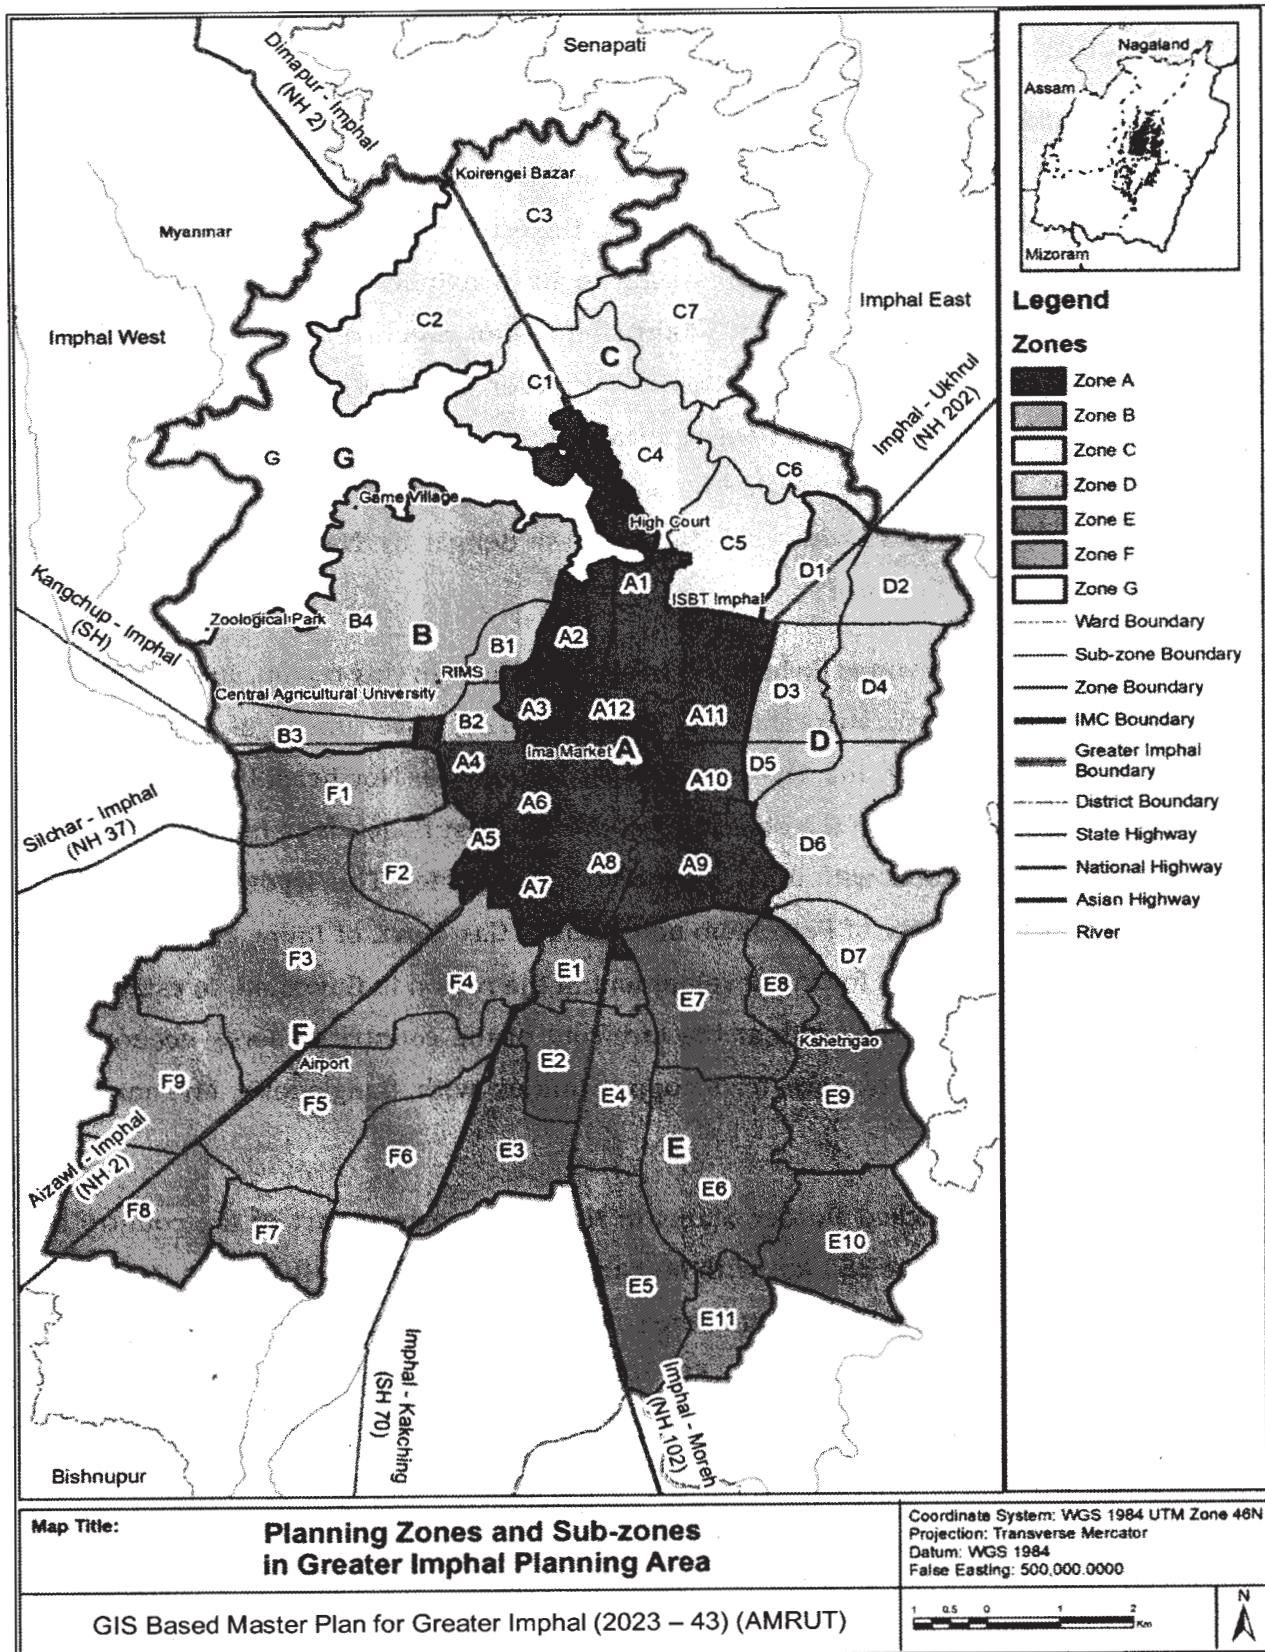 Senapati
Dimapur - Imphal
(NH 2)
Koirengei Bazar
C3
Myanmar
Imphal East
C7
C2
Imphal West
C
C1
Imphal - Ukhrul
(NH 202)
G
G
C4
C6
Game Village
High Court
C5
Kangchup - Imphal
(SH)
A1
D1
D2
ISBT Imphal
Zoological Park
B4
B
A2
B1
RIMS
Central Agricultural University
D3
D4
B3
B2
A3
A12
A11
D
Ima Market
A
A4
D5
A10
F1
A6
Silchar - Imphal
(NH 37)
A5
D6
F2
A8
A9
A7
F3
D7
E1
F4
E7
E8
F
Kshetrigao
Airport
E2
F9
F5
E4
E9
Aizawl - Imphal
(NH 2)
E3
E
F6
E6
F8
F7
E10
E5
E11
Imphal - Kakching
(SH 70)
Imphal - Moreh
(NH 102)
Bishnupur
Nagaland
Assam
Mizoram
Legend
Zones
Zone A
Zone B
Zone C
Zone D
Zone E
Zone F
Zone G
Ward Boundary
Sub-zone Boundary
Zone Boundary
IMC Boundary
Greater Imphal
Boundary
District Boundary
State Highway
National Highway
Asian Highway
River
Map Title:
Planning Zones and Sub-zones
in Greater Imphal Planning Area
Coordinate System: WGS 1984 UTM Zone 46N
Projection: Transverse Mercator
Datum: WGS 1984
False Easting: 500,000.0000
GIS Based Master Plan for Greater Imphal (2023 – 43) (AMRUT)
1 0.5 0 1 2
Km
N